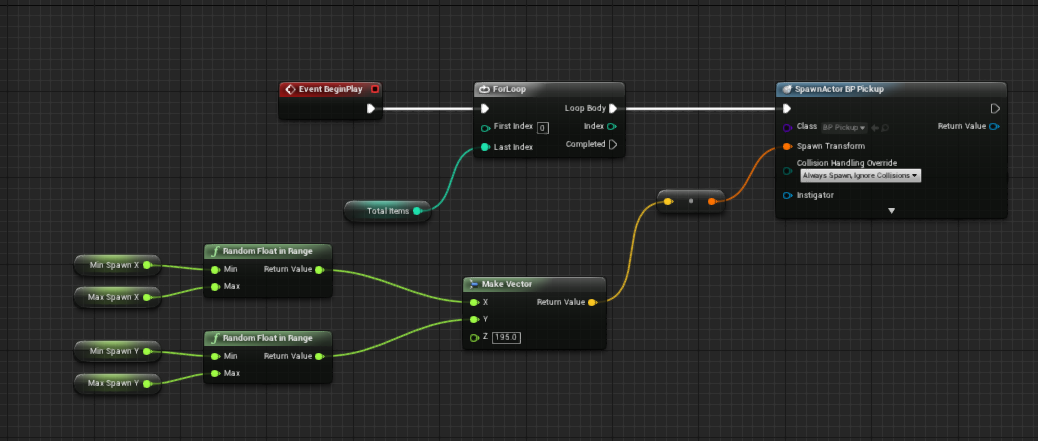 Event BeginPlay
ForLoop
Loop Body
First Index 0
Index
Last Index
Completed
SpawnActor BP Pickup
Class BP Pickup
Return Value
Spawn Transform
Collision Handling Override
Always Spawn, Ignore Collisions
Instigator
Total Items
Min Spawn X
Max Spawn X
Random Float in Range
Min Return Value
Max
Make Vector
X Return Value
Y
Z 195.0
Min Spawn Y
Max Spawn Y
Random Float in Range
Min Return Value
Max